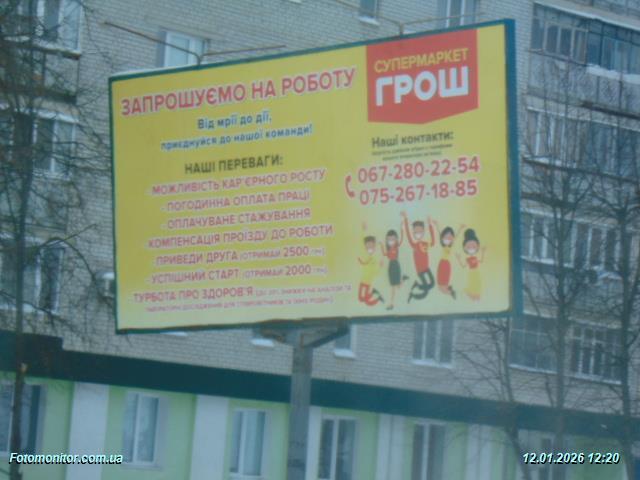 СУПЕРМАРКЕТ
ГРОШ
ЗАПРОШУЄМО НА РОБОТУ
Від мрії до дії,
приєднуйся до нашої команди!
НАШІ ПЕРЕВАГИ:
- МОЖЛИВІСТЬ КАР'ЄРНОГО РОСТУ
- ПОГОДИННА ОПЛАТА ПРАЦІ
- ОПЛАЧУВАНЕ СТАЖУВАННЯ
- КОМПЕНСАЦІЯ ПРОЇЗДУ ДО РОБОТИ
- ПРИВЕДИ ДРУГА (ОТРИМАЙ 2500 грн)
- УСПІШНИЙ СТАРТ (ОТРИМАЙ 2000 грн)
ТУРБОТА ПРО ЗДОРОВ'Я
Наші контакти:
067-280-22-54
075-267-18-85
Fotomonitor.com.ua
12.01.2026 12:20